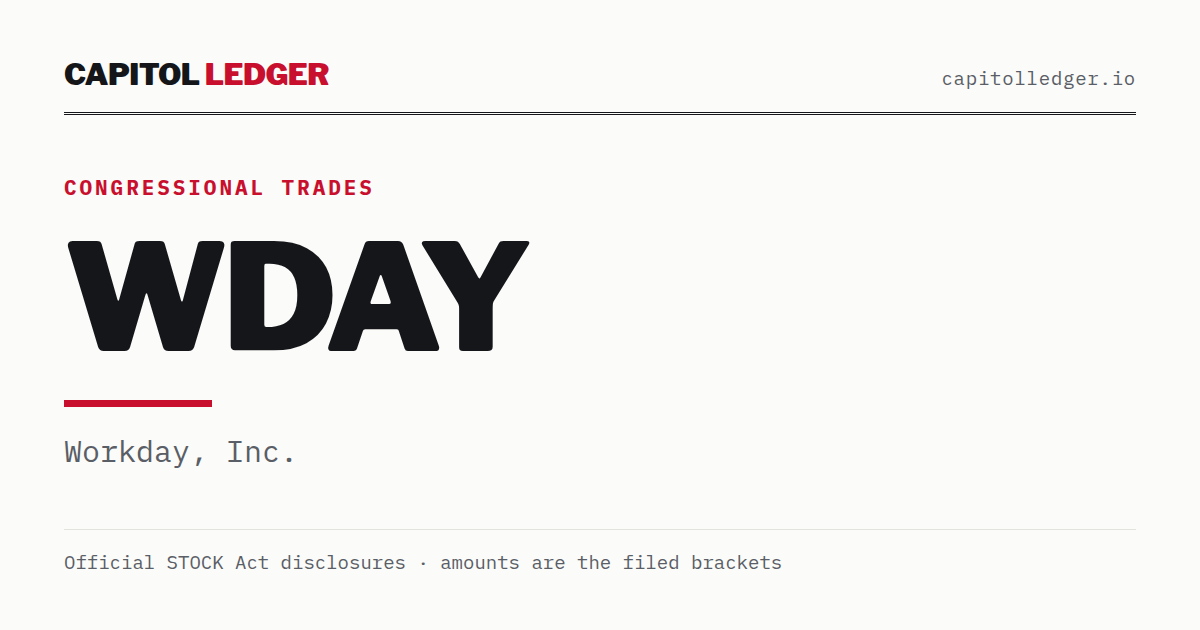 CAPITOL LEDGER
capitolledger.io
CONGRESSIONAL TRADES
WDAY
Workday, Inc.
Official STOCK Act disclosures · amounts are the filed brackets